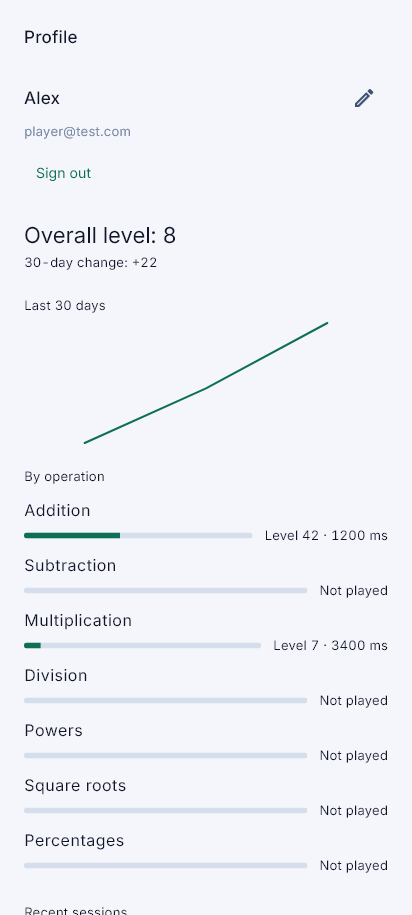 Profile
Alex
player@test.com
Sign out
Overall level: 8
30-day change: +22
Last 30 days
By operation
Addition
Level 42 · 1200 ms
Subtraction
Not played
Multiplication
Level 7 · 3400 ms
Division
Not played
Powers
Not played
Square roots
Not played
Percentages
Not played
Recent sessions